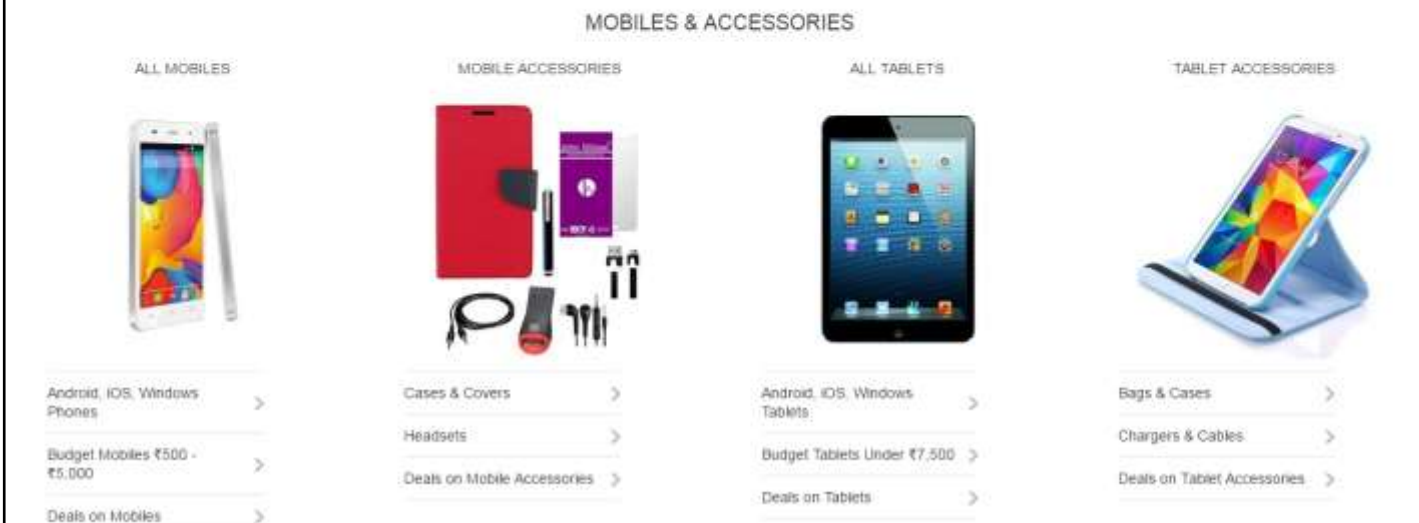 MOBILES & ACCESSORIES
ALL MOBILES
Android, iOS, Windows
Phones
Budget Mobiles ₹500 -
₹5,000
Deals on Mobiles
MOBILE ACCESSORIES
Cases & Covers
Headsets
Deals on Mobile Accessories
ALL TABLETS
Android, iOS, Windows
Tablets
Budget Tablets Under ₹7,500
Deals on Tablets
TABLET ACCESSORIES
Bags & Cases
Chargers & Cables
Deals on Tablet Accessories